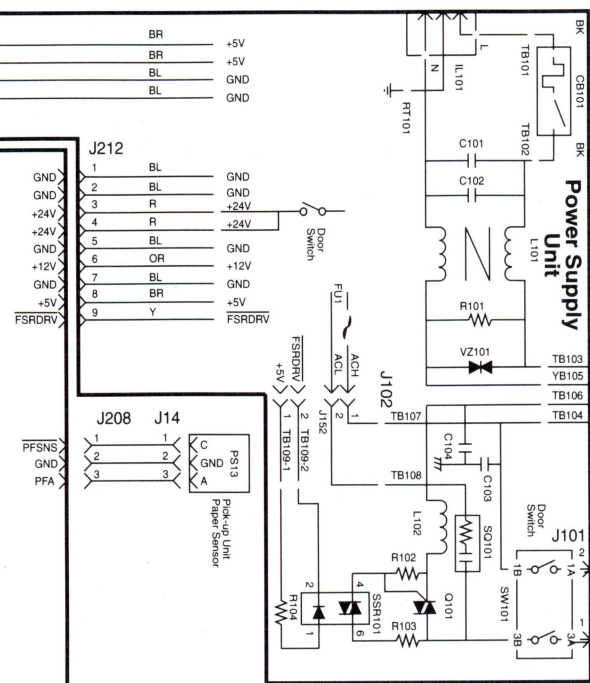 BR +5V
BR +5V
BL GND
BL GND
J212
GND 1 BL GND
GND 2 BL GND
+24V 3 R +24V
+24V 4 R +24V
GND 5 BL GND
+12V 6 OR +12V
GND 7 BL GND
+5V 8 BR +5V
FSRDRV 9 Y FSRDRV
Door
Switch
J208 J14
PFSNS 1 1 C
GND 2 2 GND
PFA 3 3 A
PS13
Pick-up Unit
Paper Sensor
BK
TB101
CB101
TB102
BK
L
IL101
N
RT101
C101
C102
Power Supply
Unit
L101
R101
VZ101
TB103
YB105
TB106
TB104
FU1
ACL
ACH
J102
J152
2
1
TB107
TB108
FSRDRV
+5V
1
2
TB109-1
TB109-2
C104
C103
L102
SQ101
Door
Switch
J101
2
1B
1A
SW101
1
3B
3A
R102
Q101
R103
2
4
SSR101
1
6
R104